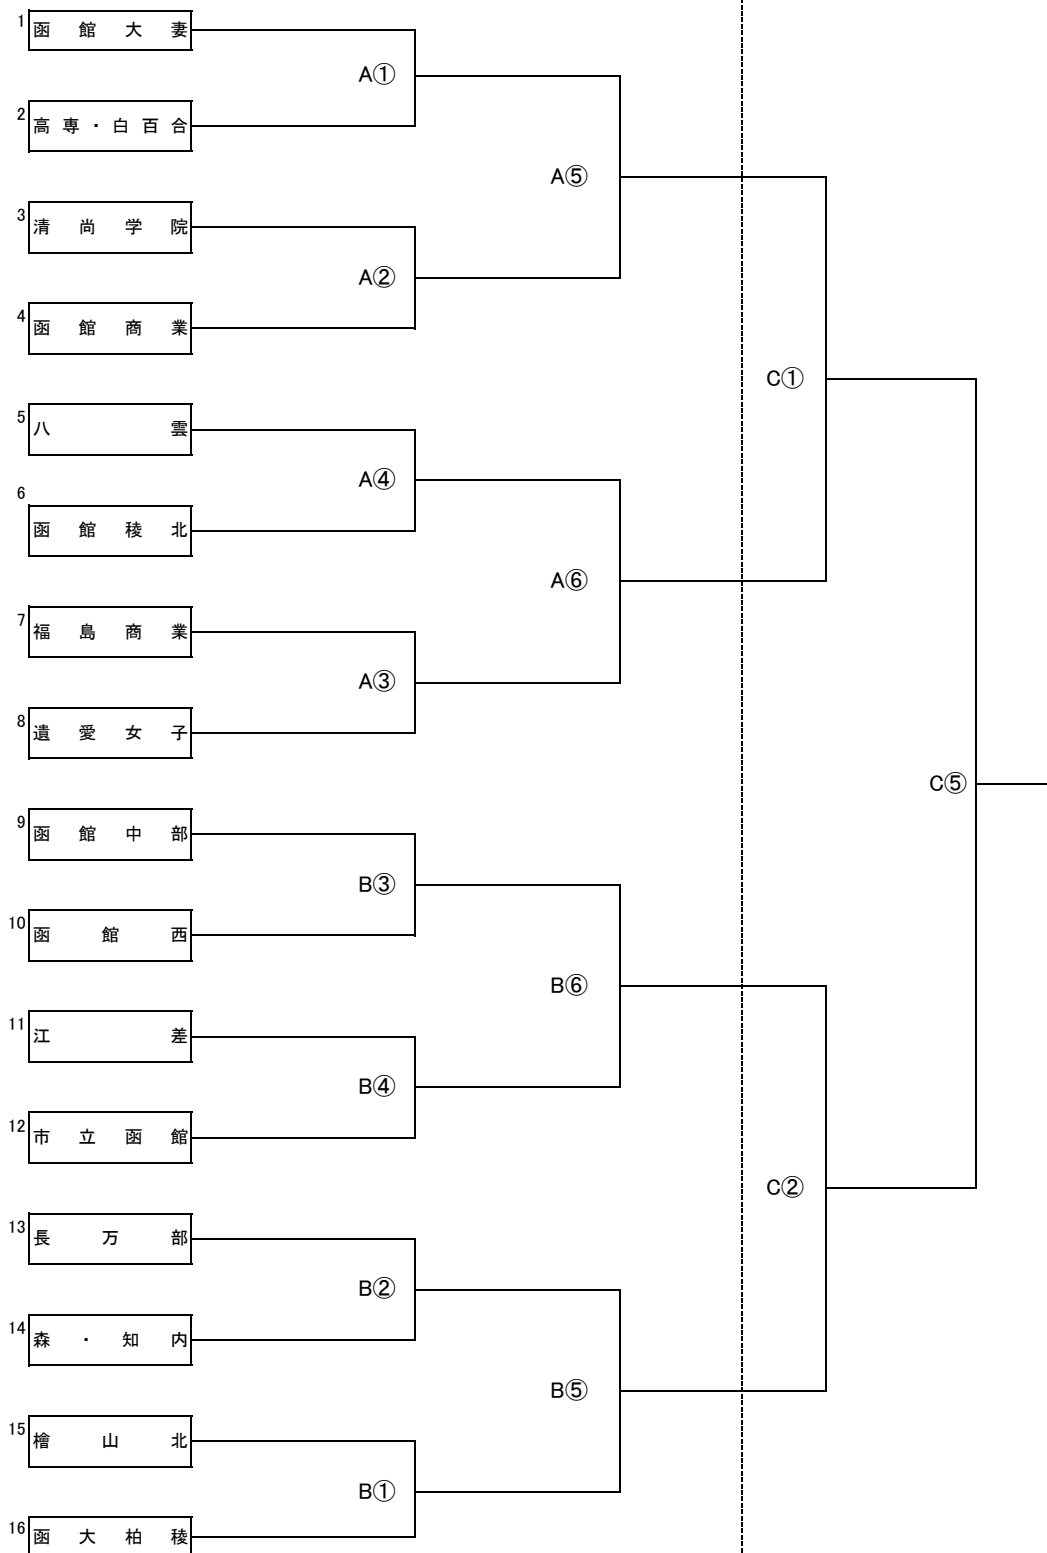 1 函館大妻
A①
2 高専・白百合
A⑤
3 清尚学院
A②
4 函館商業
C①
5 八雲
A④
6 函館稜北
A⑥
7 福島商業
A③
8 遺愛女子
C⑤
9 函館中部
B③
10 函館西
B⑥
11 江差
B④
12 市立函館
C②
13 長万部
B②
14 森・知内
B⑤
15 檜山北
B①
16 函大柏稜